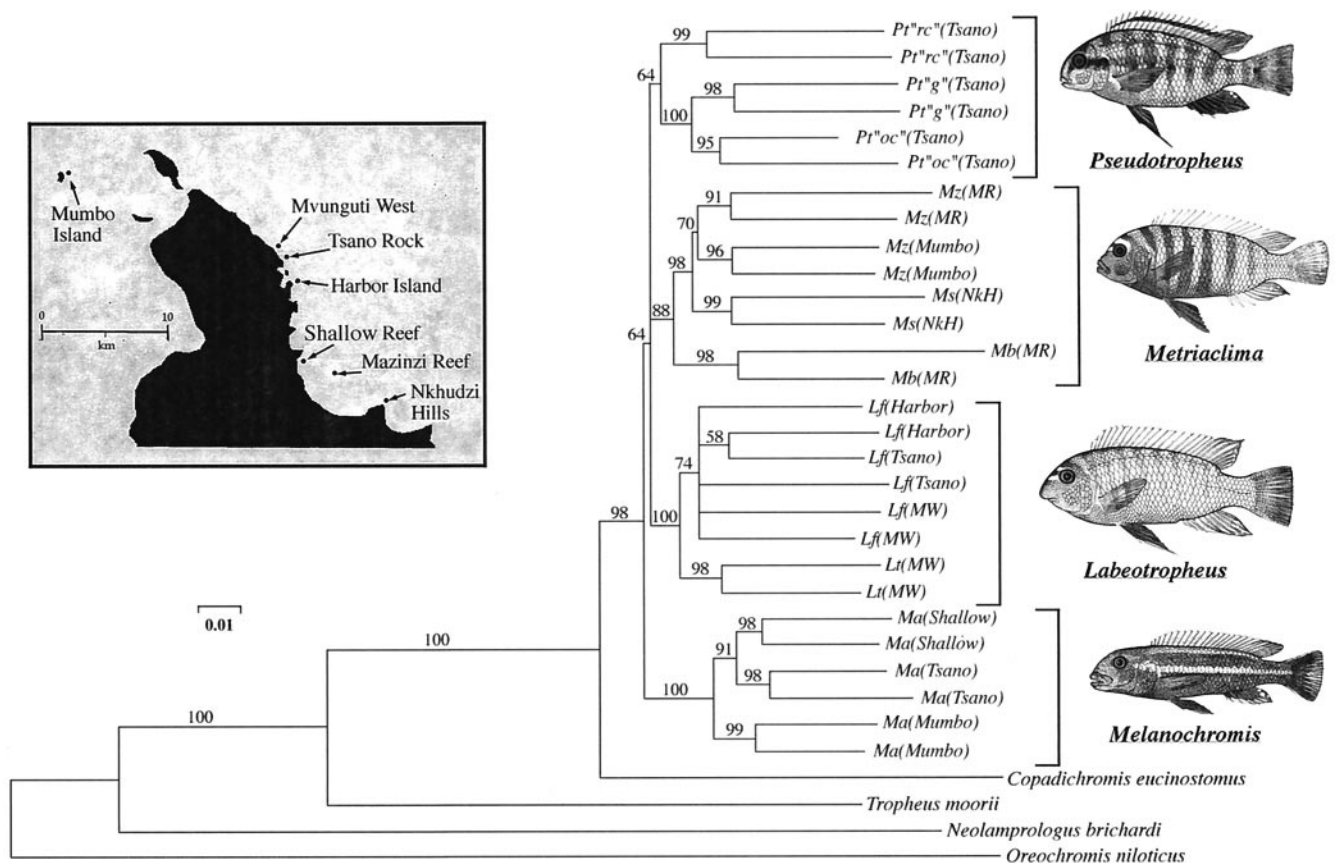 Mumbo
Island
Mvunguti West
Tsano Rock
Harbor Island
0
10
km
Shallow Reef
Mazinzi Reef
Nkhudzi
Hills
0.01
100
100
98
64
64
99
100
98
95
88
98
70
91
96
99
98
100
74
58
98
100
91
98
98
99
Pt"rc"(Tsano)
Pt"rc"(Tsano)
Pt"g"(Tsano)
Pt"g"(Tsano)
Pt"oc"(Tsano)
Pt"oc"(Tsano)
Mz(MR)
Mz(MR)
Mz(Mumbo)
Mz(Mumbo)
Ms(NkH)
Ms(NkH)
Mb(MR)
Mb(MR)
Lf(Harbor)
Lf(Harbor)
Lf(Tsano)
Lf(Tsano)
Lf(MW)
Lf(MW)
Lt(MW)
Lt(MW)
Ma(Shallow)
Ma(Shallow)
Ma(Tsano)
Ma(Tsano)
Ma(Mumbo)
Ma(Mumbo)
Copadichromis eucinostomus
Tropheus moorii
Neolamprologus brichardi
Oreochromis niloticus
Pseudotropheus
Metriaclima
Labeotropheus
Melanochromis